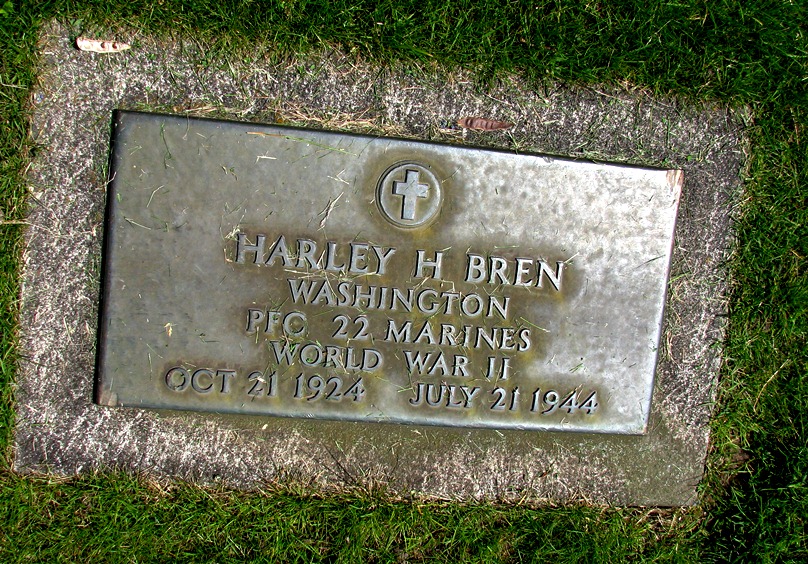 HARLEY H BREN
WASHINGTON
PFC 22 MARINES
WORLD WAR II
OCT 21 1924 JULY 21 1944